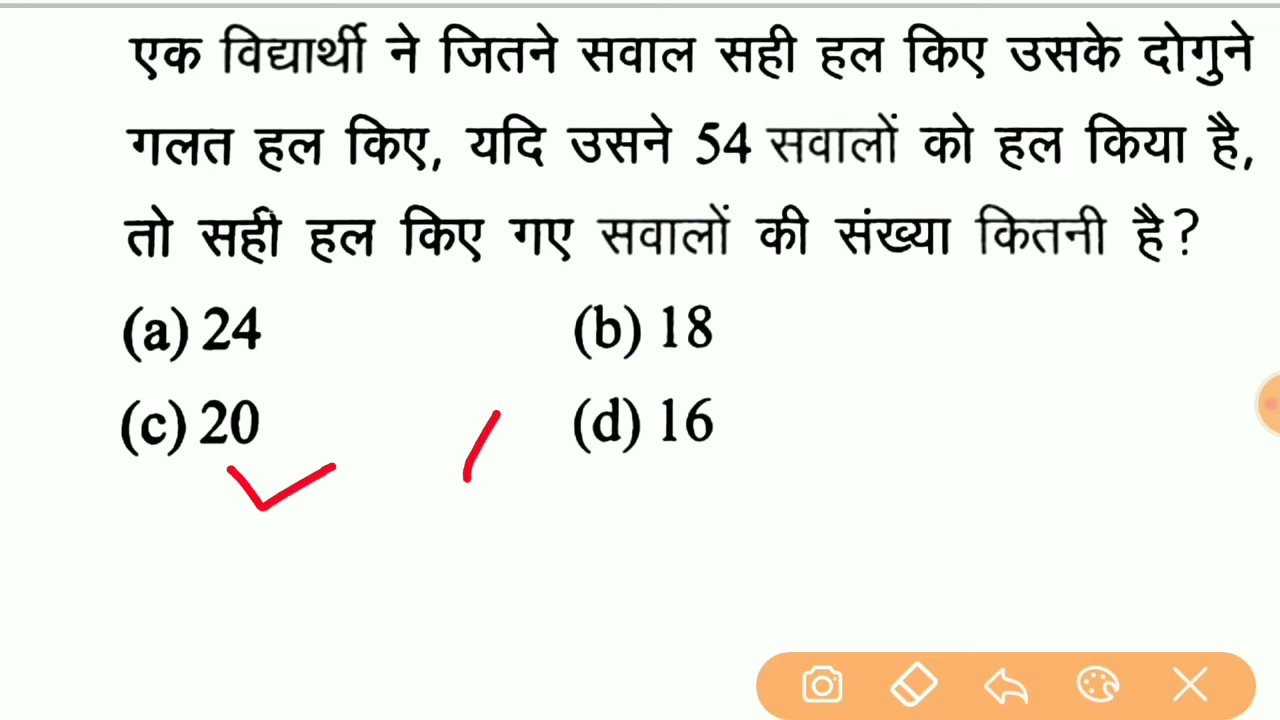 एक विद्यार्थी ने जितने सवाल सही हल किए उसके दोगुने
गलत हल किए, यदि उसने 54 सवालों को हल किया है,
तो सही हल किए गए सवालों की संख्या कितनी है?
(a) 24 (b) 18
(c) 20 (d) 16